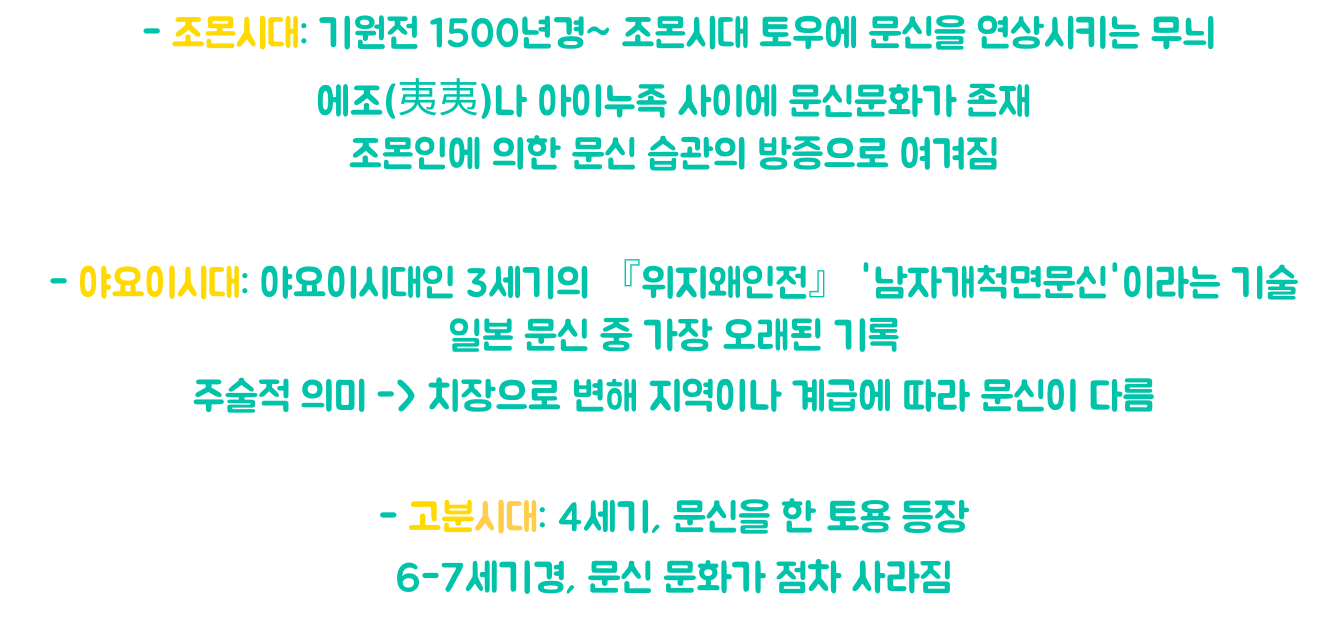 - 조몬시대: 기원전 1500년경~ 조몬시대 토우에 문신을 연상시키는 무늬
에조(夷夷)나 아이누족 사이에 문신문화가 존재
조몬인에 의한 문신 습관의 방증으로 여겨짐
- 야요이시대: 야요이시대인 3세기의 『위지왜인전』 '남자개척면문신'이라는 기술
일본 문신 중 가장 오래된 기록
주술적 의미 -> 치장으로 변해 지역이나 계급에 따라 문신이 다름
- 고분시대: 4세기, 문신을 한 토용 등장
6-7세기경, 문신 문화가 점차 사라짐